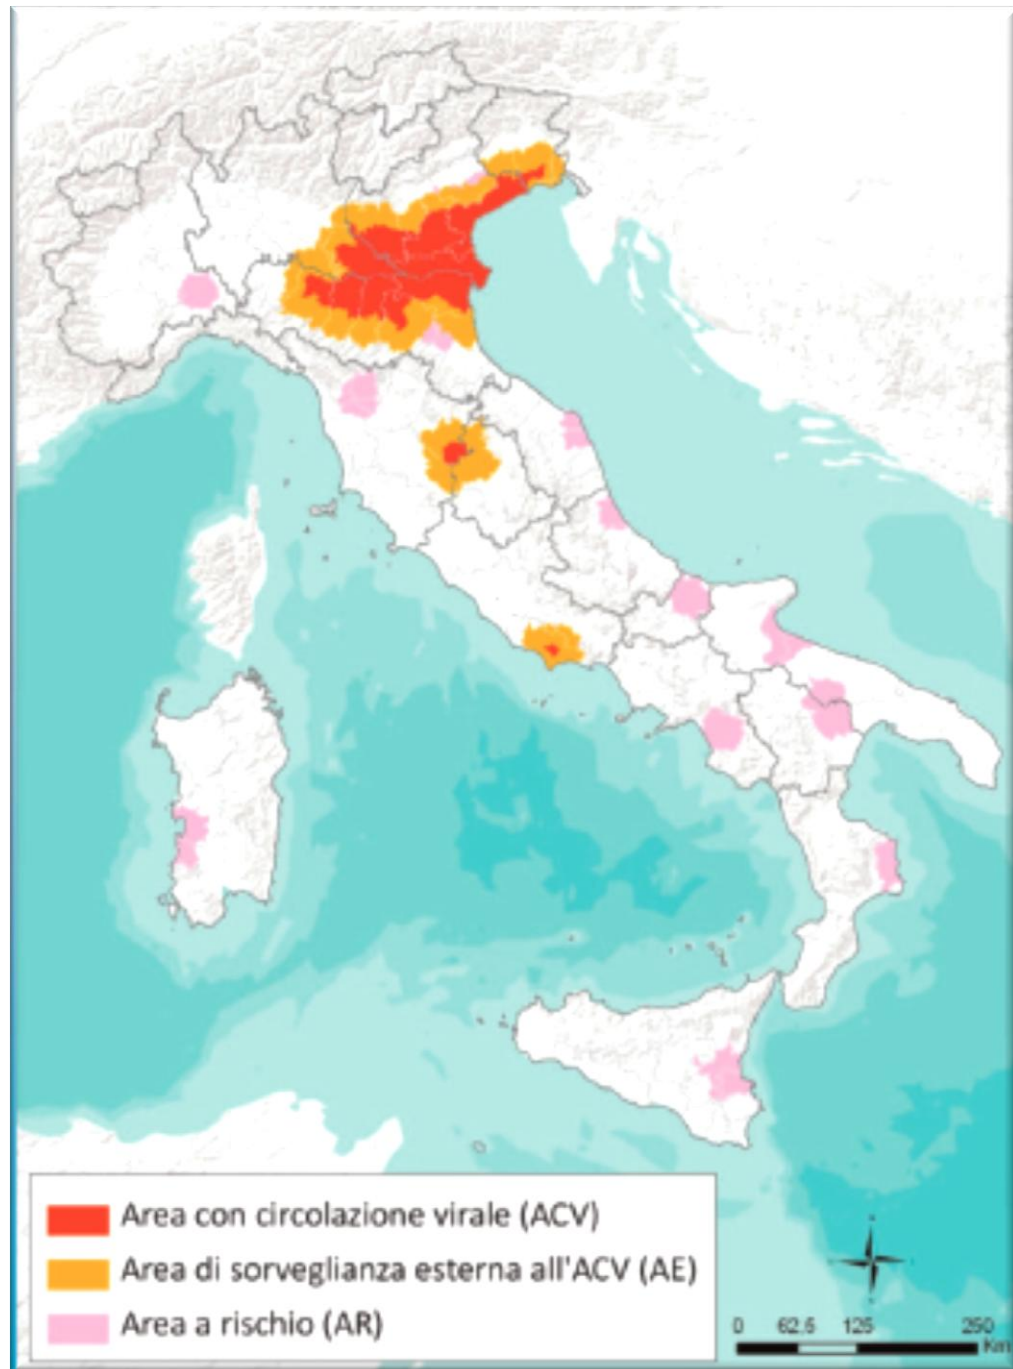 Area con circolazione virale (ACV)
Area di sorveglianza esterna all'ACV (AE)
Area a rischio (AR)
0 62.5 125 250
Km